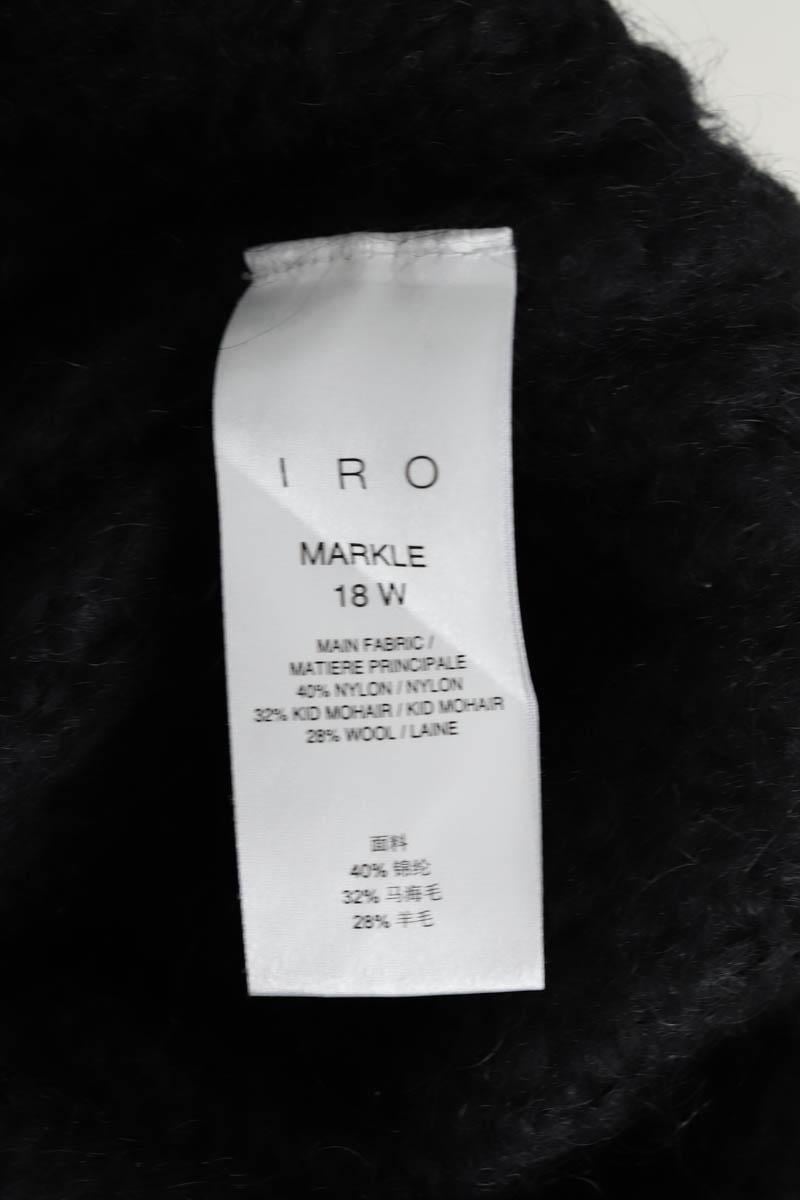 I R O
MARKLE
18 W
MAIN FABRIC /
MATIERE PRINCIPALE
40% NYLON / NYLON
32% KID MOHAIR / KID MOHAIR
28% WOOL / LAINE
面料
40% 锦纶
32% 马海毛
28% 羊毛